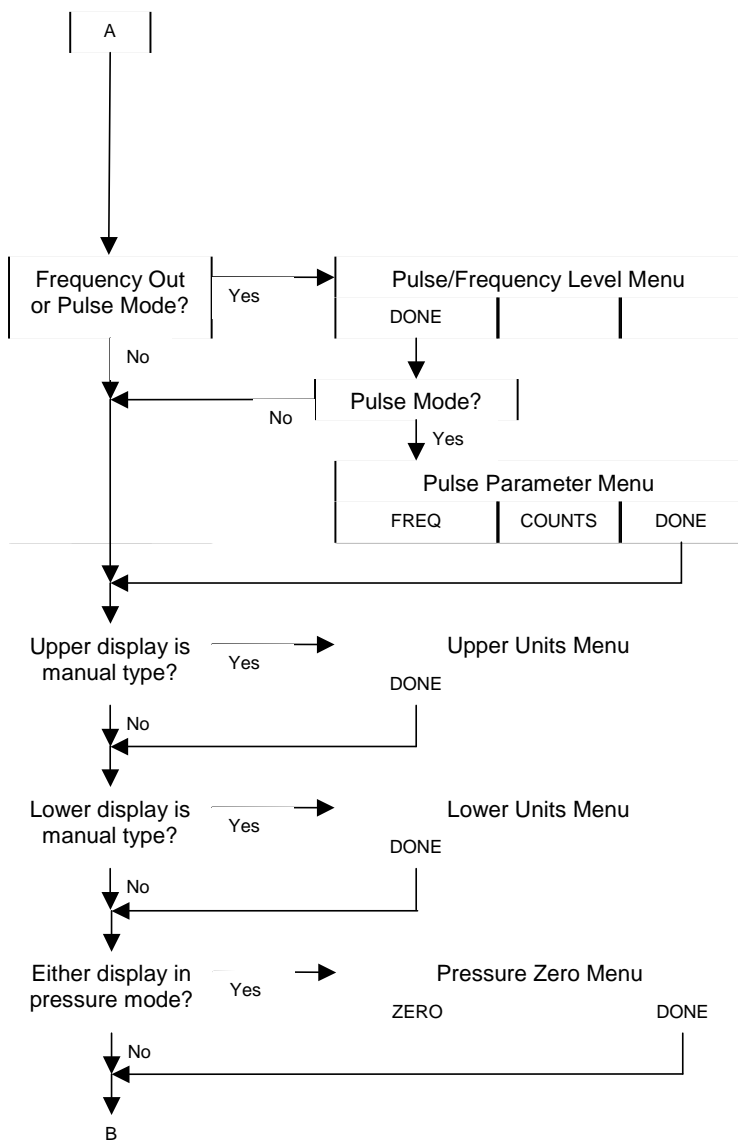 A
Frequency Out
or Pulse Mode?
Yes
Pulse/Frequency Level Menu
DONE
No
No
Pulse Mode?
Yes
Pulse Parameter Menu
FREQ COUNTS DONE
Upper display is
manual type?
Yes
Upper Units Menu
DONE
No
Lower display is
manual type?
Yes
Lower Units Menu
DONE
No
Either display in
pressure mode?
Yes
Pressure Zero Menu
ZERO DONE
No
B